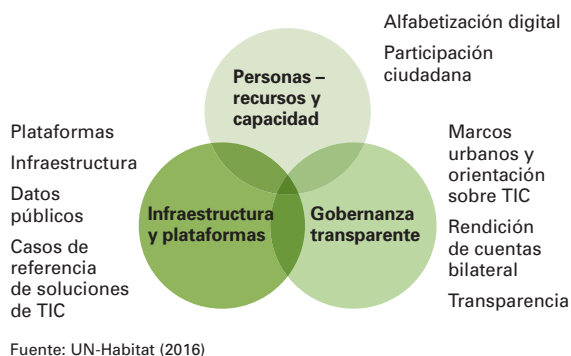 Alfabetización digital
Participación
ciudadana
Personas –
recursos y
capacidad
Plataformas
Infraestructura
Datos
públicos
Casos de
referencia
de soluciones
de TIC
Infraestructura
y plataformas
Gobernanza
transparente
Marcos
urbanos y
orientación
sobre TIC
Rendición
de cuentas
bilateral
Transparencia
Fuente: UN-Habitat (2016)